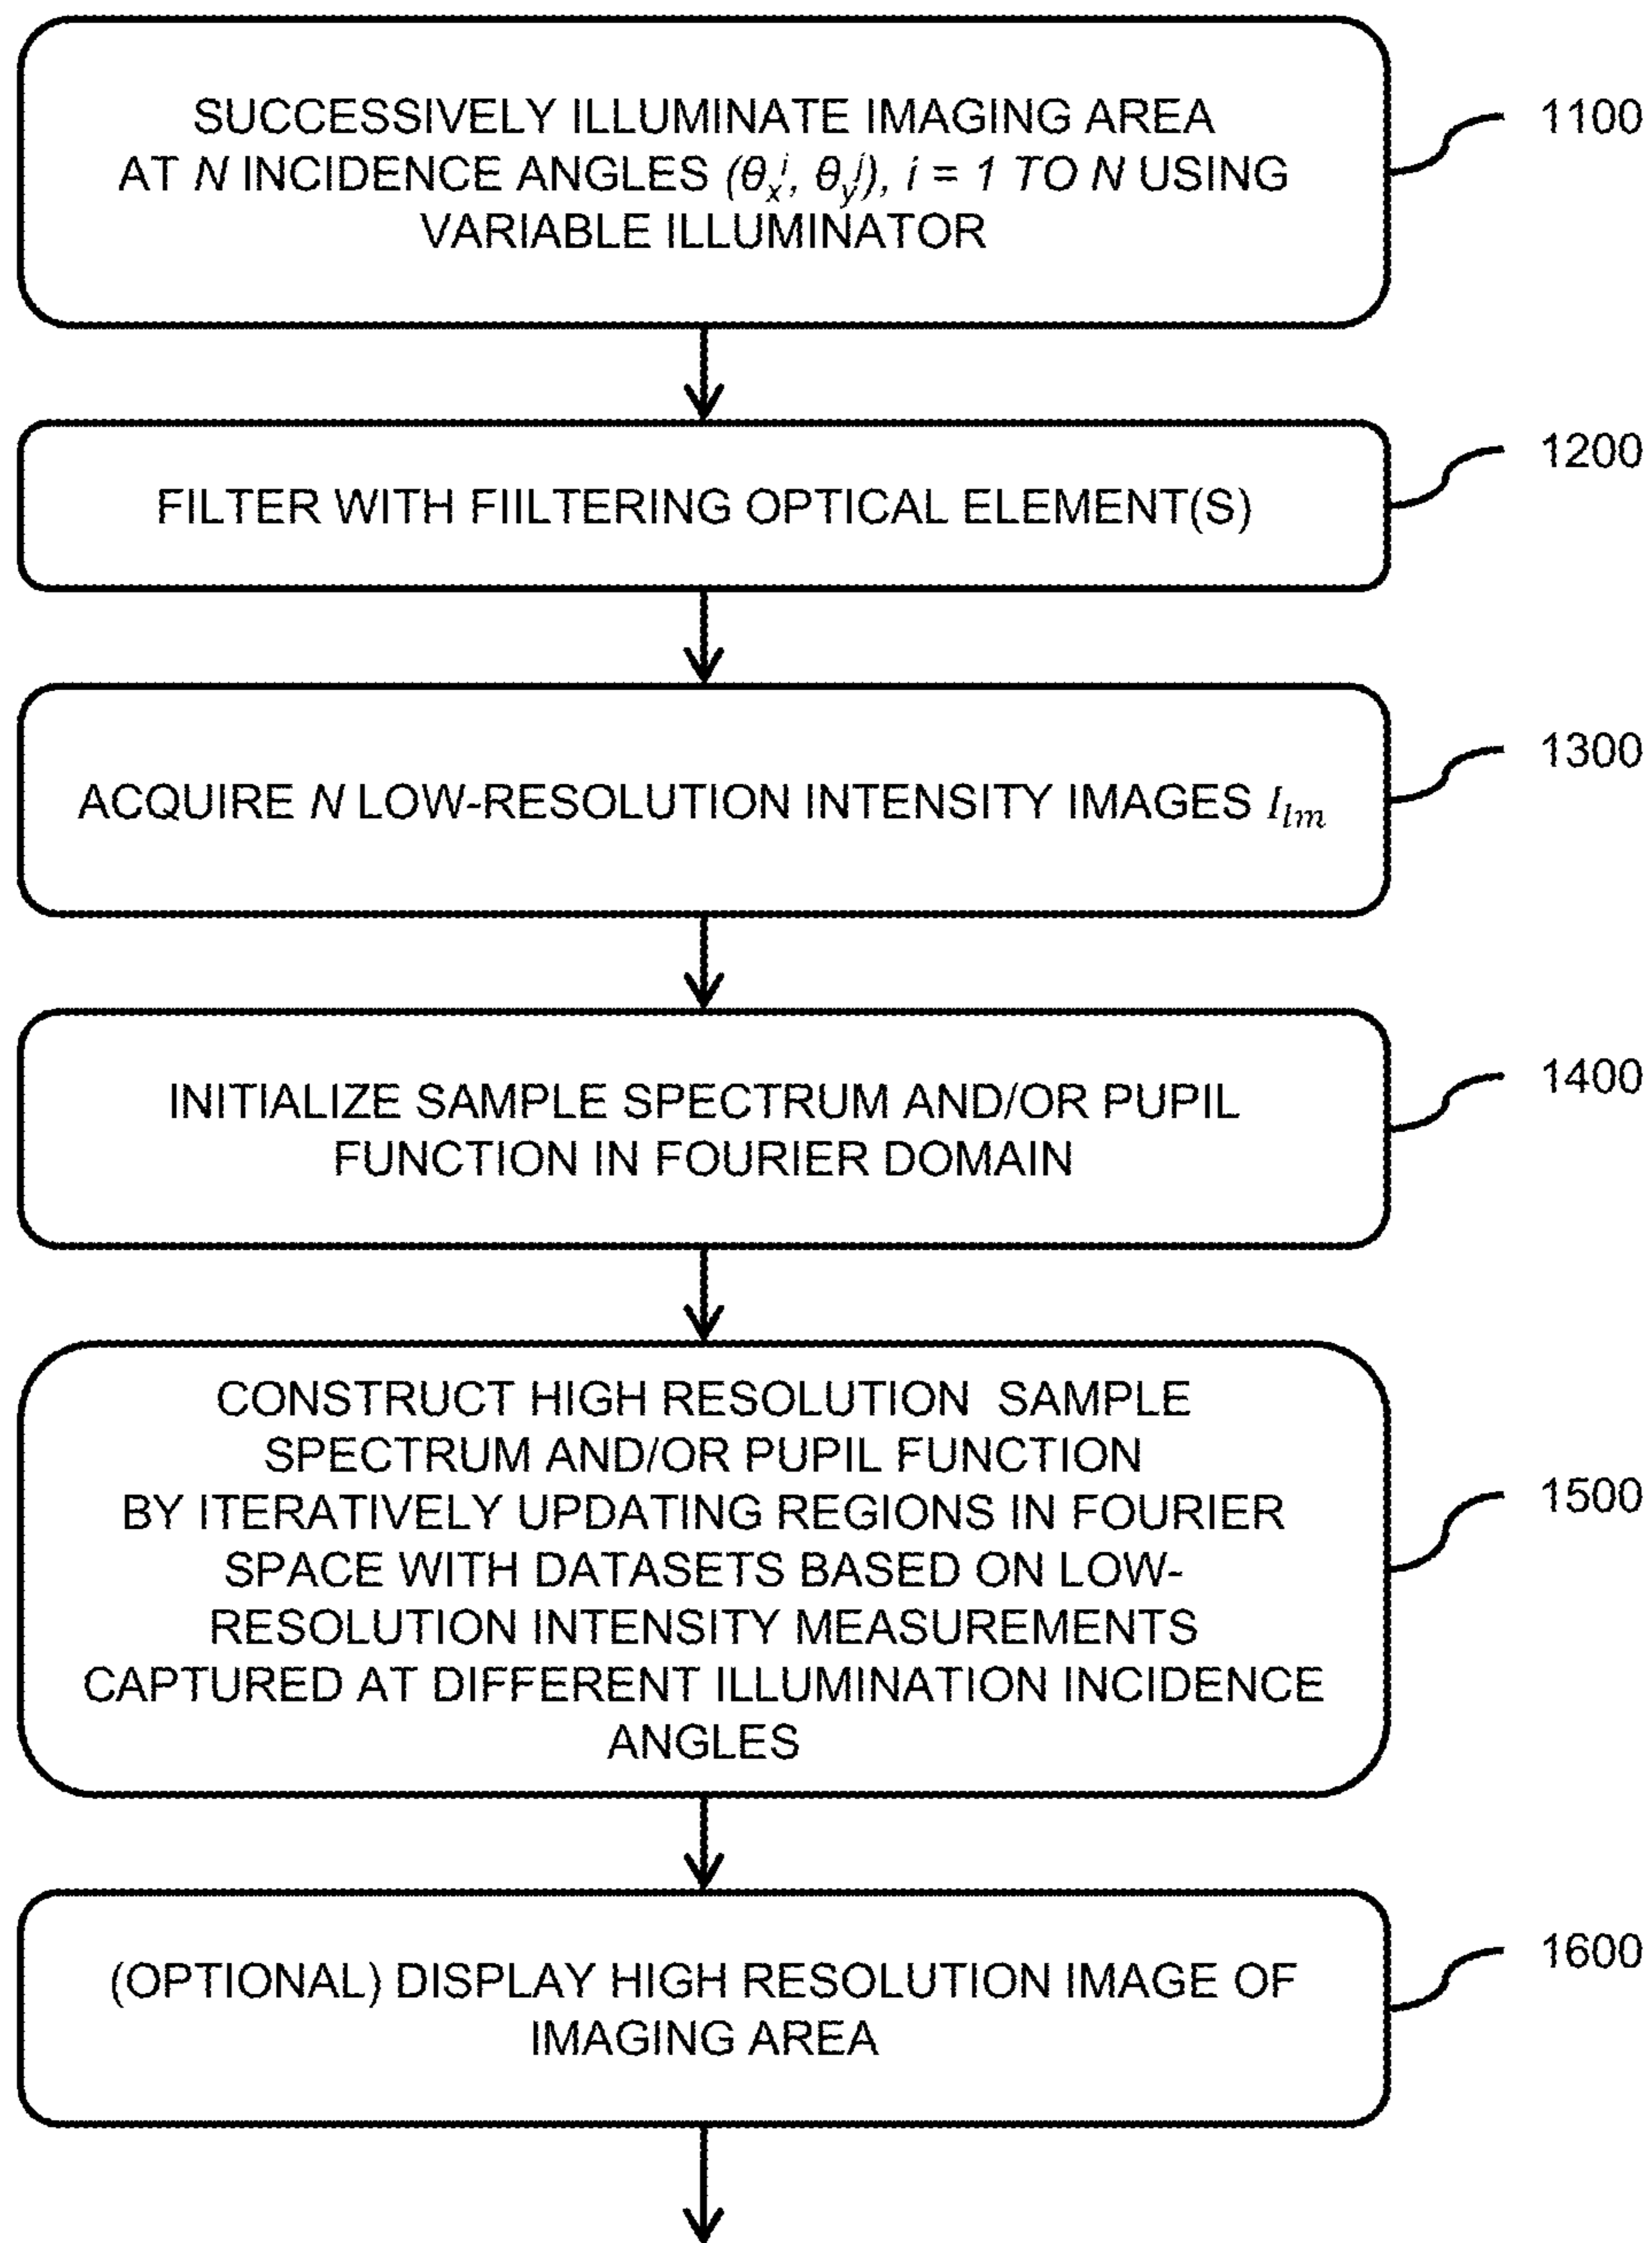 SUCCESSIVELY ILLUMINATE IMAGING AREA
AT N INCIDENCE ANGLES (θ_x^i, θ_y^j), i = 1 TO N USING
VARIABLE ILLUMINATOR
1100
FILTER WITH FIILTERING OPTICAL ELEMENT(S)
1200
ACQUIRE N LOW-RESOLUTION INTENSITY IMAGES I_lm
1300
INITIALIZE SAMPLE SPECTRUM AND/OR PUPIL
FUNCTION IN FOURIER DOMAIN
1400
CONSTRUCT HIGH RESOLUTION SAMPLE
SPECTRUM AND/OR PUPIL FUNCTION
BY ITERATIVELY UPDATING REGIONS IN FOURIER
SPACE WITH DATASETS BASED ON LOW-
RESOLUTION INTENSITY MEASUREMENTS
CAPTURED AT DIFFERENT ILLUMINATION INCIDENCE
ANGLES
1500
(OPTIONAL) DISPLAY HIGH RESOLUTION IMAGE OF
IMAGING AREA
1600